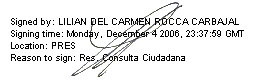 Signed by: LILIAN DEL CARMEN ROCCA CARBAJAL
Signing time: Monday, December 4 2006, 23:37:59 GMT
Location: PRES
Reason to sign: Res. Consulta Ciudadana